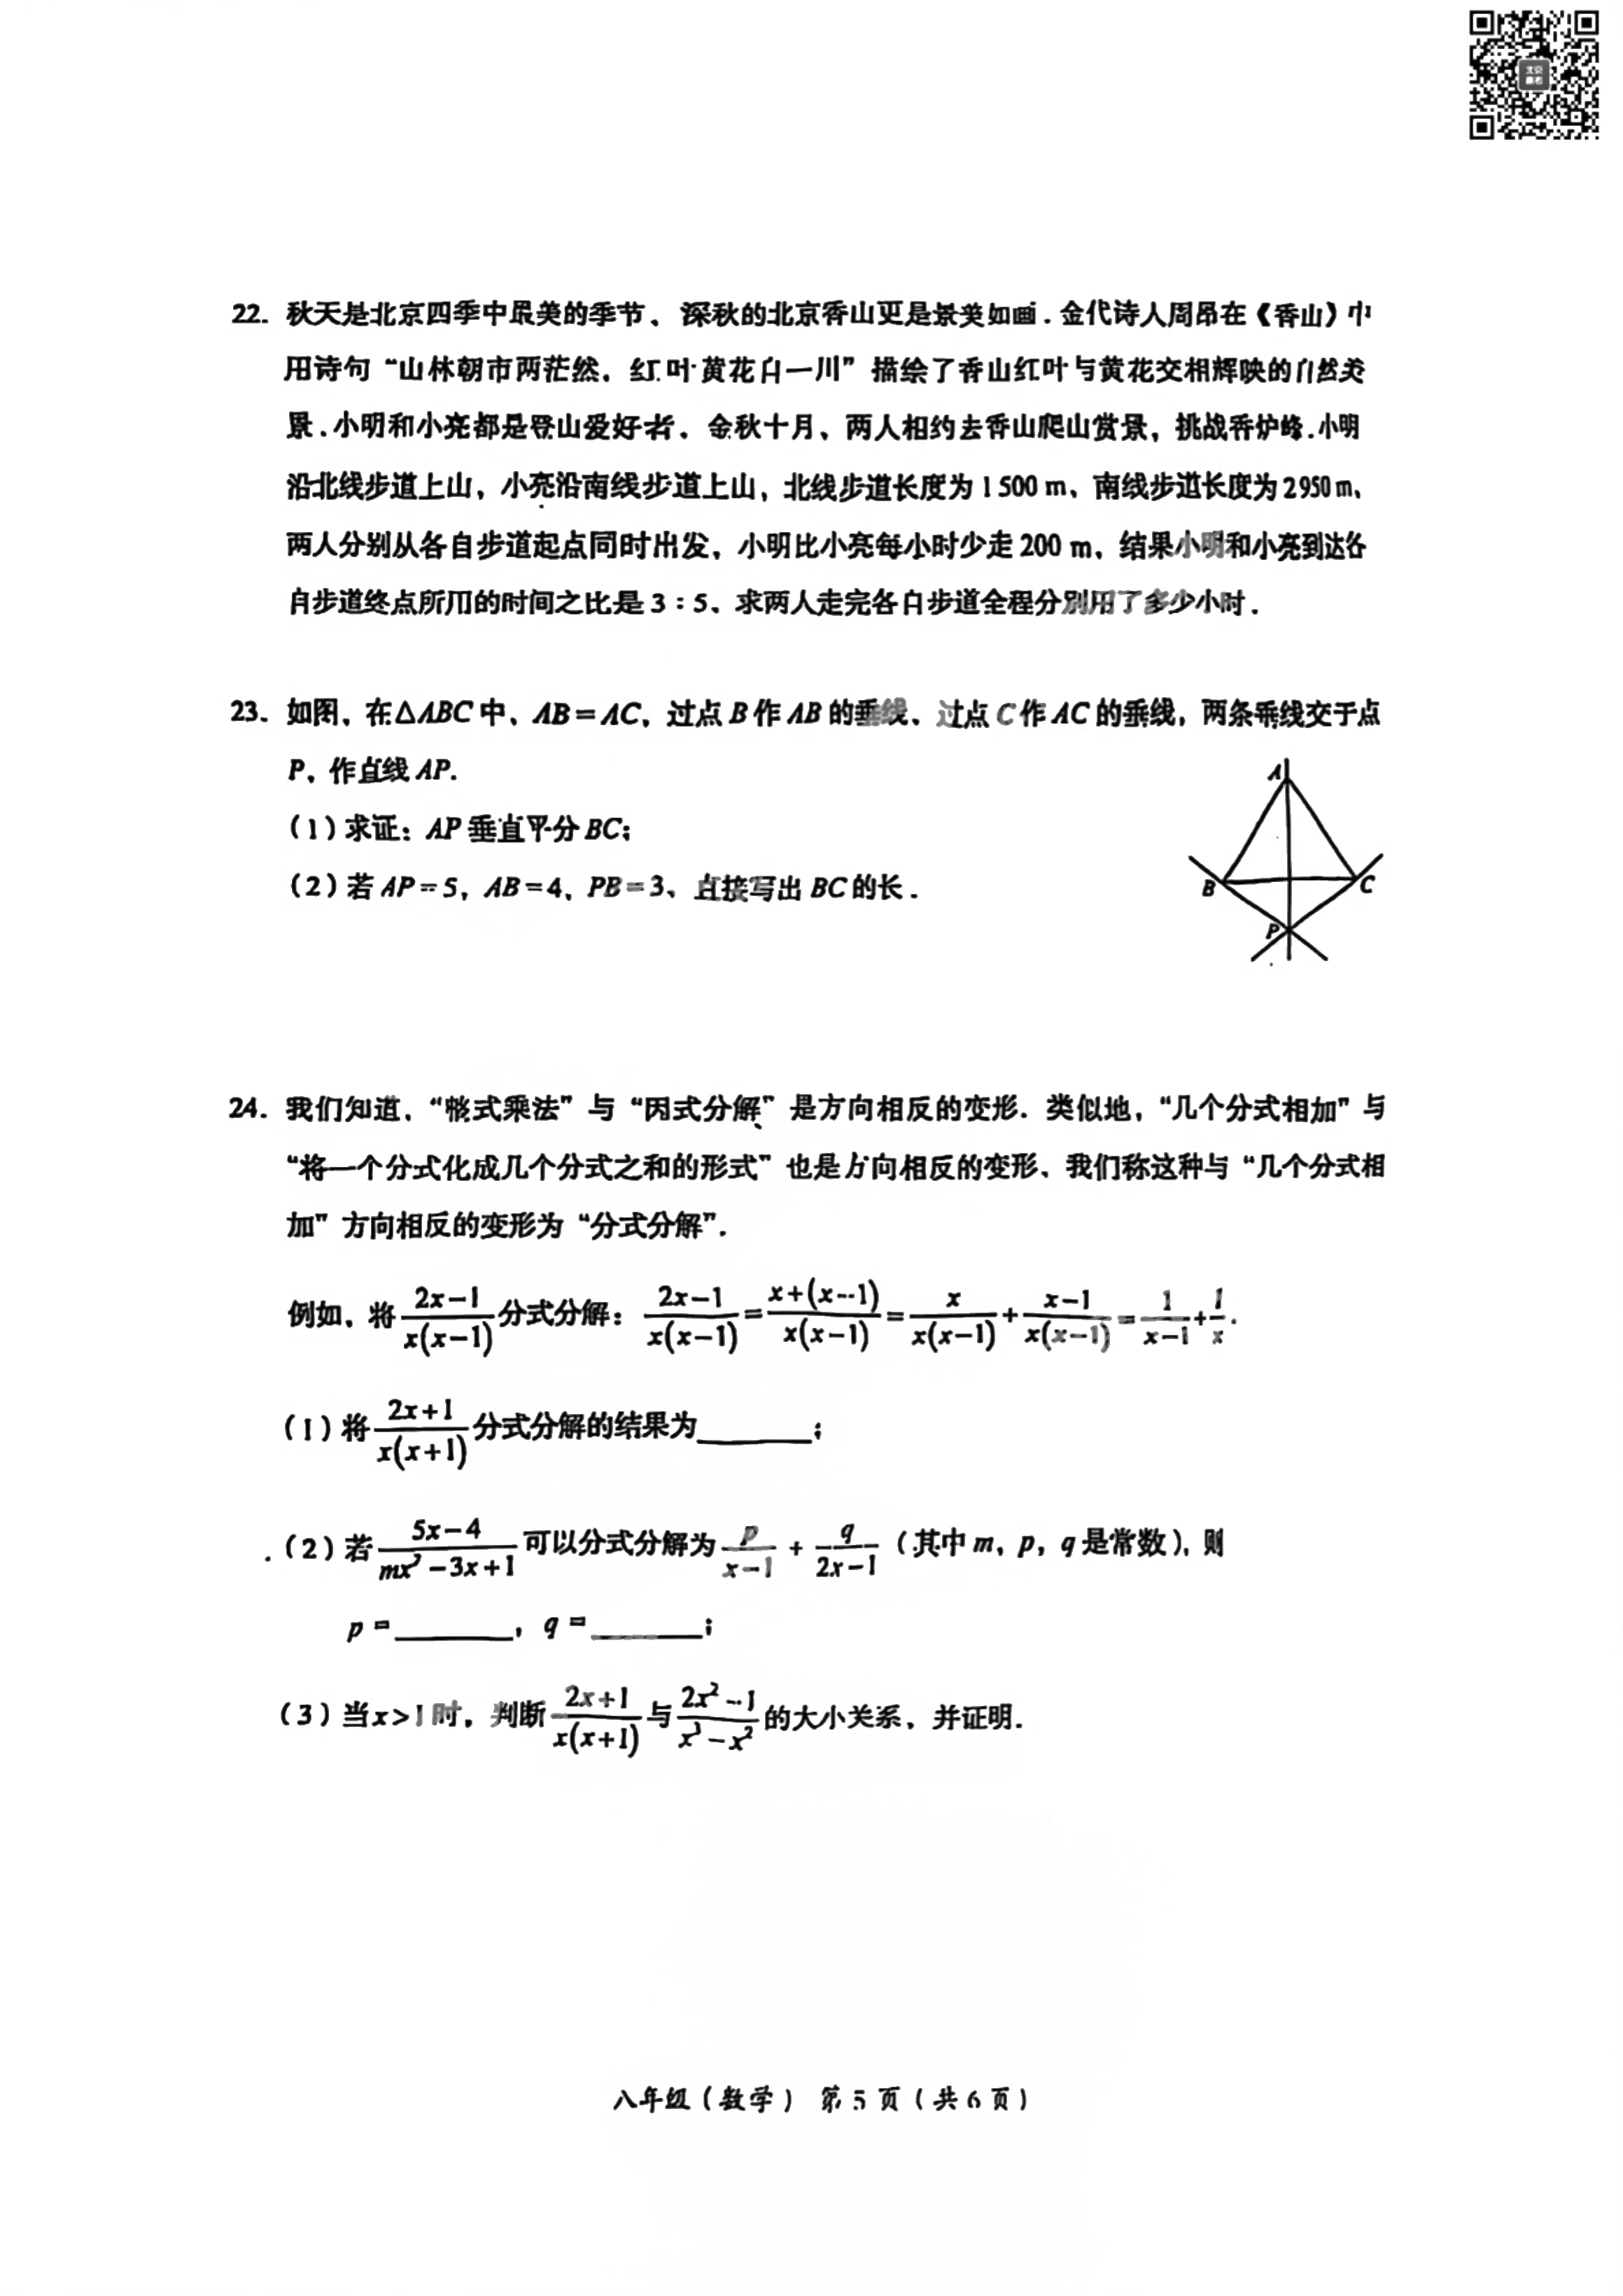 北京
高考
22. 秋天是北京四季中最美的季节，深秋的北京香山更是景美如画．金代诗人周昂在《香山》中
用诗句“山林朝市两茫然，红叶黄花自一川”描绘了香山红叶与黄花交相辉映的自然美
景．小明和小亮都是登山爱好者，金秋十月，两人相约去香山爬山赏景，挑战香炉峰．小明
沿北线步道上山，小亮沿南线步道上山，北线步道长度为1500 m，南线步道长度为2950 m，
两人分别从各自步道起点同时出发，小明比小亮每小时少走200 m，结果小明和小亮到达各
自步道终点所用的时间之比是3∶5，求两人走完各自步道全程分别用了多少小时．
23. 如图，在△ABC中，AB=AC，过点B作AB的垂线，过点C作AC的垂线，两条垂线交于点
P，作直线AP.
(1)求证：AP垂直平分BC；
(2)若AP=5，AB=4，PB=3，直接写出BC的长．
A
B
C
P
24. 我们知道，“整式乘法”与“因式分解”是方向相反的变形．类似地，“几个分式相加”与
“将一个分式化成几个分式之和的形式”也是方向相反的变形，我们称这种与“几个分式相
加”方向相反的变形为“分式分解”．
例如，将 (2x-1)/(x(x-1)) 分式分解：(2x-1)/(x(x-1)) = (x+(x-1))/(x(x-1)) = x/(x(x-1)) + (x-1)/(x(x-1)) = 1/(x-1) + 1/x．
(1)将 (2x+1)/(x(x+1)) 分式分解的结果为________；
(2)若 (5x-4)/(mx²-3x+1) 可以分式分解为 p/(x-1) + q/(2x-1)（其中m，p，q是常数），则
p=________，q=________；
(3)当x>1时，判断 (2x+1)/(x(x+1)) 与 (2x²-1)/(x³-x²) 的大小关系，并证明．
八年级(数学) 第5页(共6页)